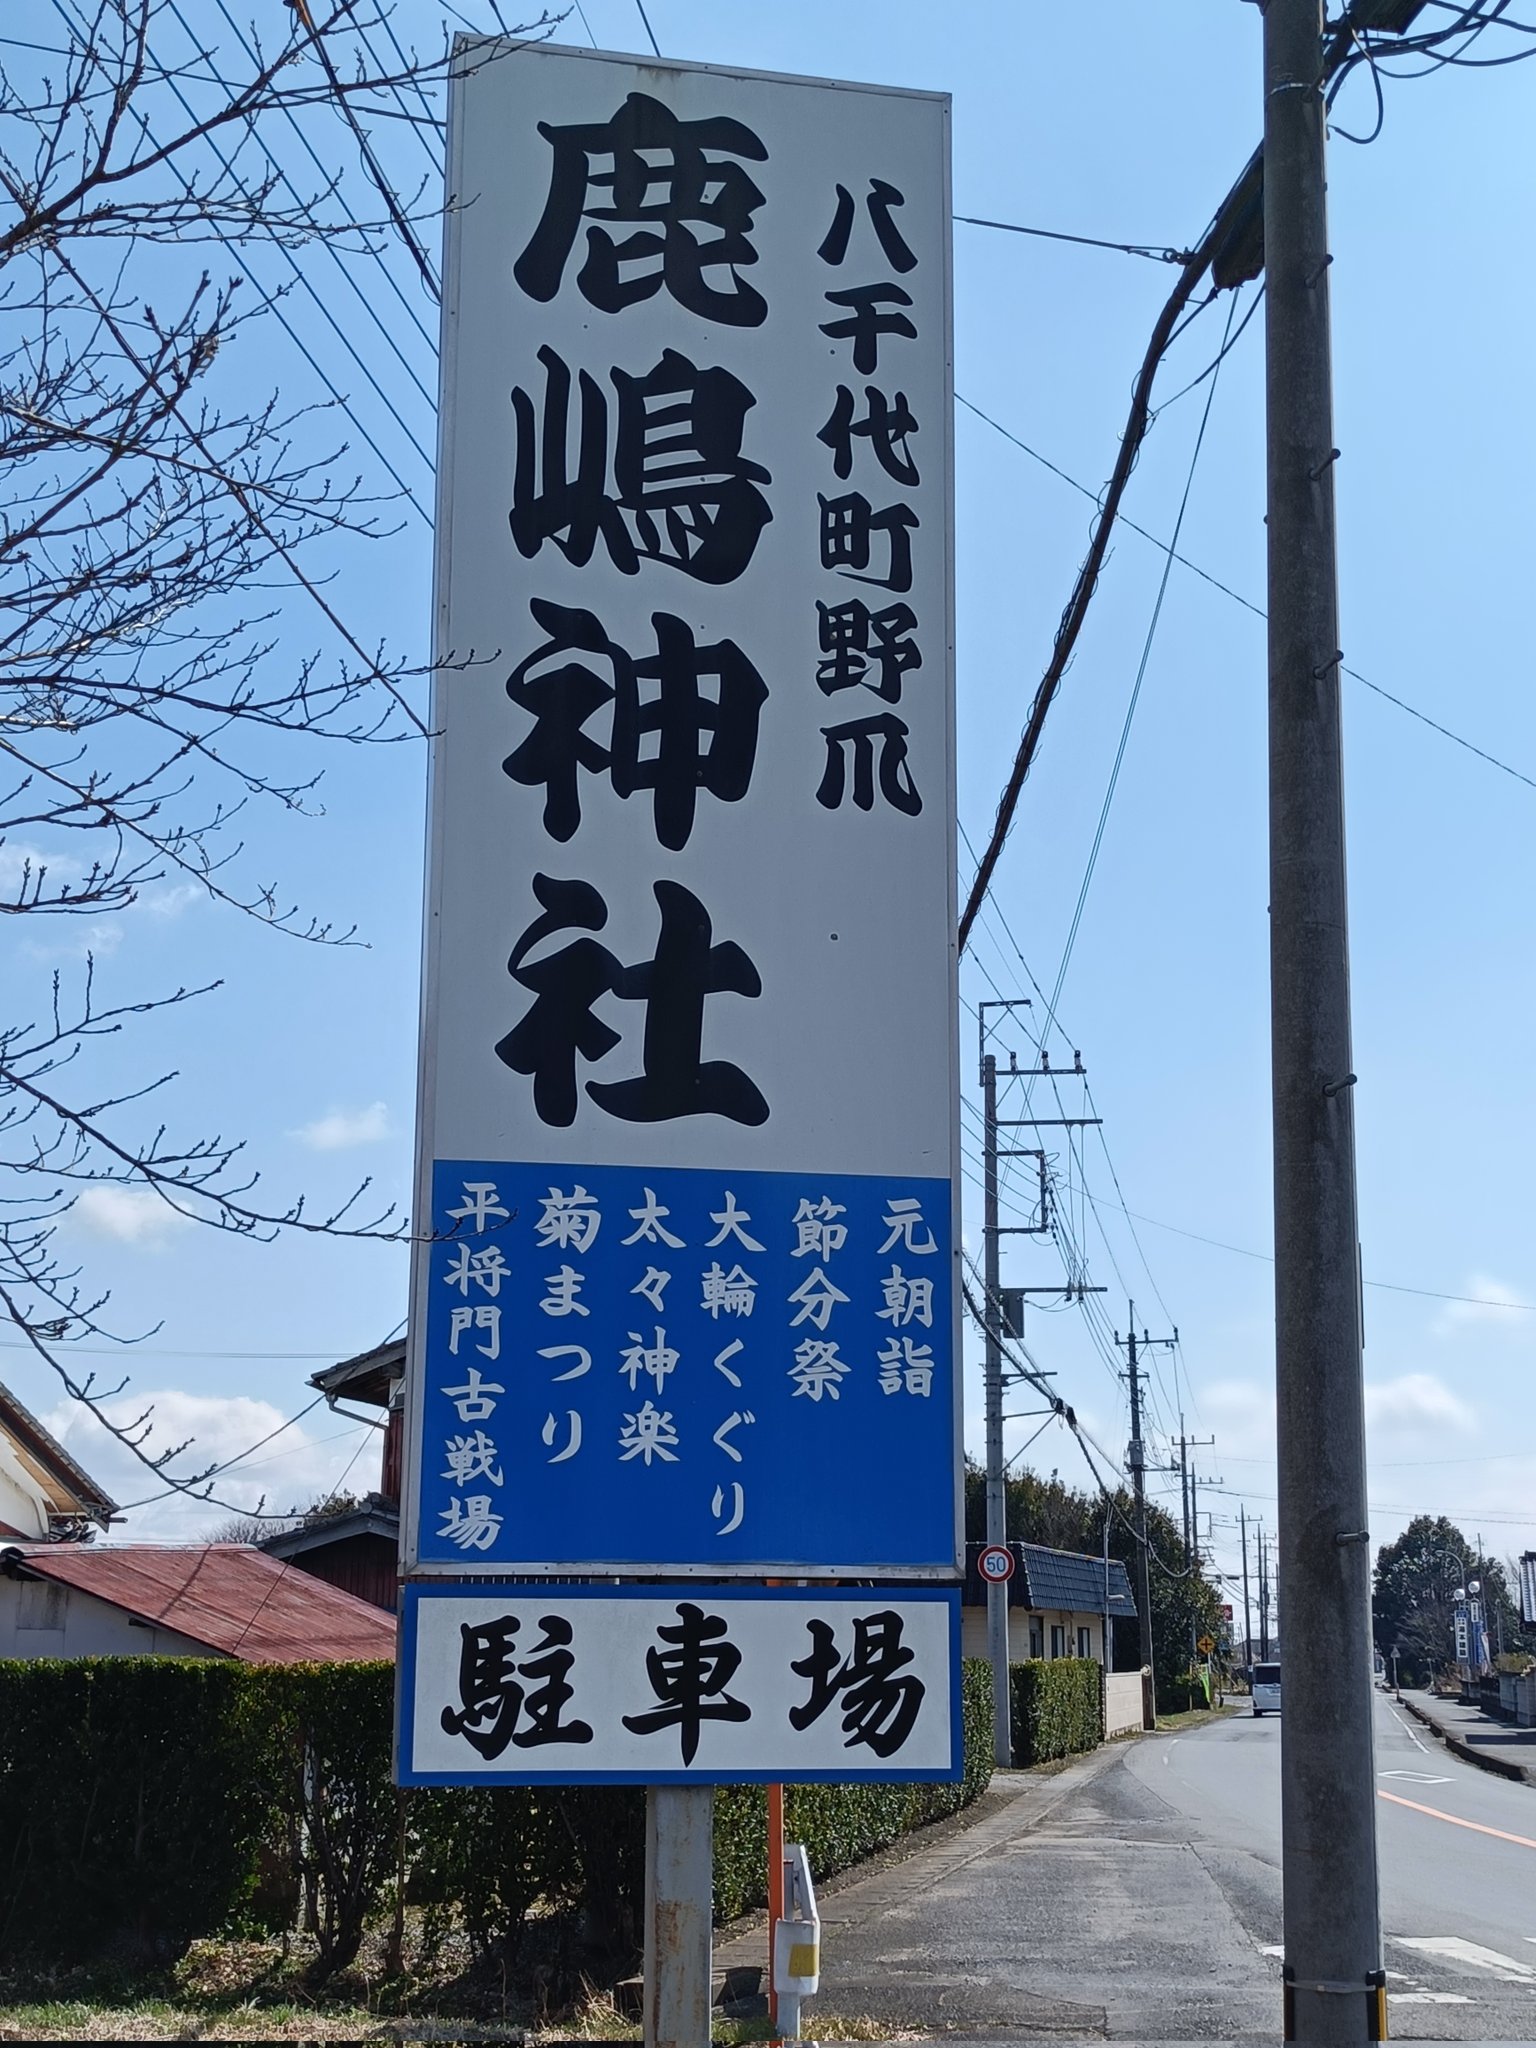 八千代町野爪
鹿嶋神社
元朝詣
節分祭
大輪くぐり
太々神楽
菊まつり
平将門古戦場
駐車場
50